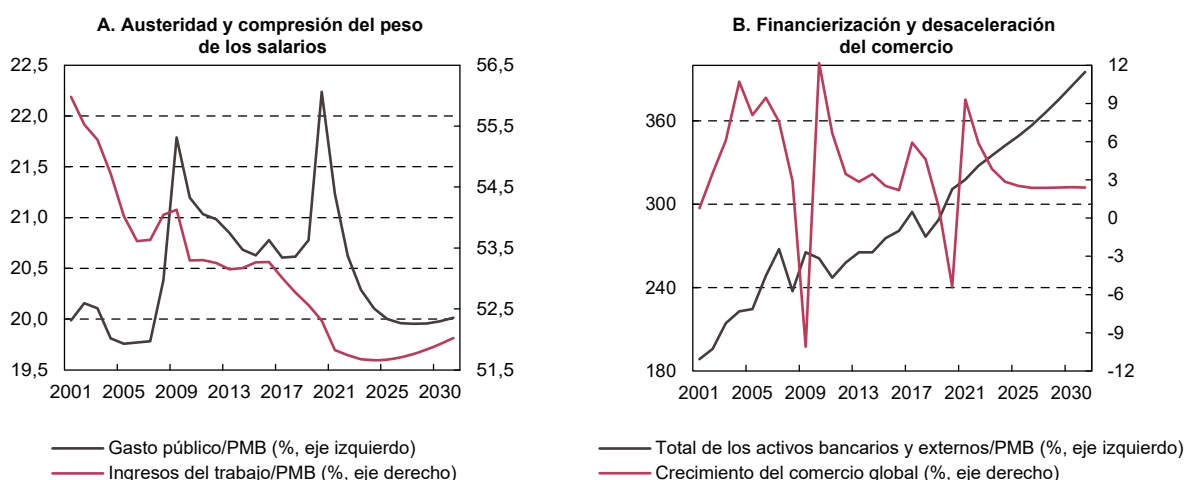 A. Austeridad y compresión del peso
de los salarios
22,5
22,0
21,5
21,0
20,5
20,0
19,5
56,5
55,5
54,5
53,5
52,5
51,5
2001 2005 2009 2013 2017 2021 2025 2030
Gasto público/PMB (%, eje izquierdo)
Ingresos del trabajo/PMB (%, eje derecho)
B. Financierización y desaceleración
del comercio
360
300
240
180
12
9
6
3
0
-3
-6
-9
-12
2001 2005 2009 2013 2017 2021 2025 2030
Total de los activos bancarios y externos/PMB (%, eje izquierdo)
Crecimiento del comercio global (%, eje derecho)